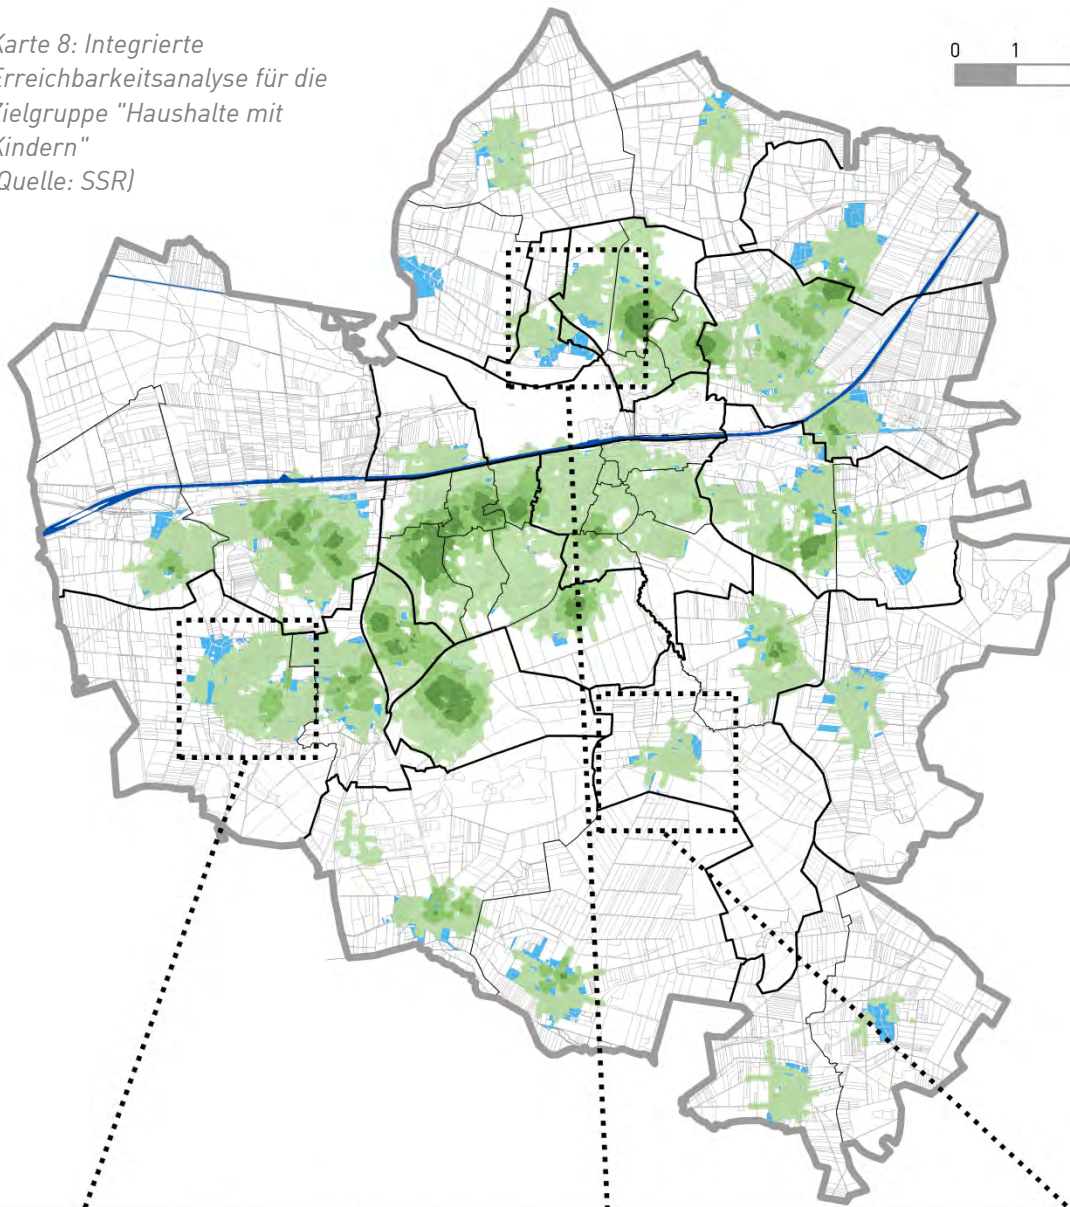 Karte 8: Integrierte
Erreichbarkeitsanalyse für die
Zielgruppe "Haushalte mit
Kindern"
(Quelle: SSR)
0 1